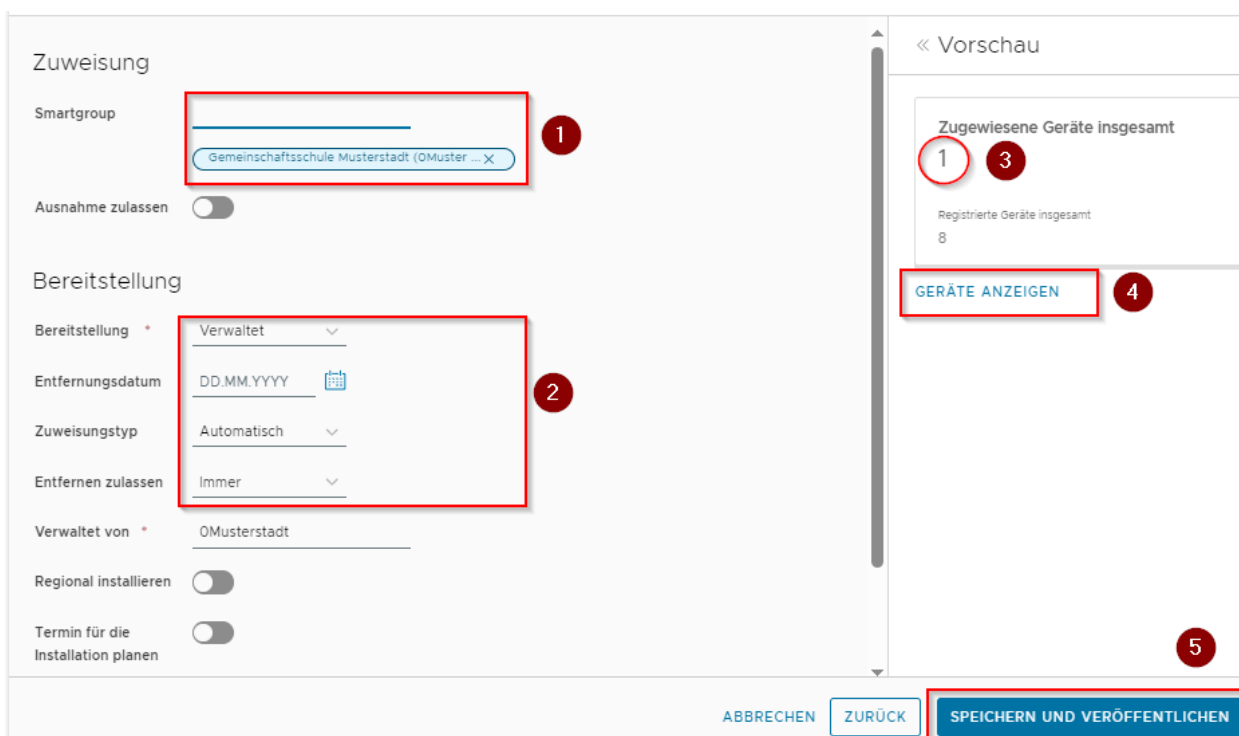 Zuweisung
Smartgroup
Gemeinschaftsschule Musterstadt (0Muster ... X
1
Ausnahme zulassen
Bereitstellung
Bereitstellung * Verwaltet
Entfernungsdatum DD.MM.YYYY
2
Zuweisungstyp Automatisch
Entfernen zulassen Immer
Verwaltet von * 0Musterstadt
Regional installieren
Termin für die
Installation planen
« Vorschau
Zugewiesene Geräte insgesamt
1 3
Registrierte Geräte insgesamt
8
GERÄTE ANZEIGEN 4
5
ABBRECHEN ZURÜCK SPEICHERN UND VERÖFFENTLICHEN